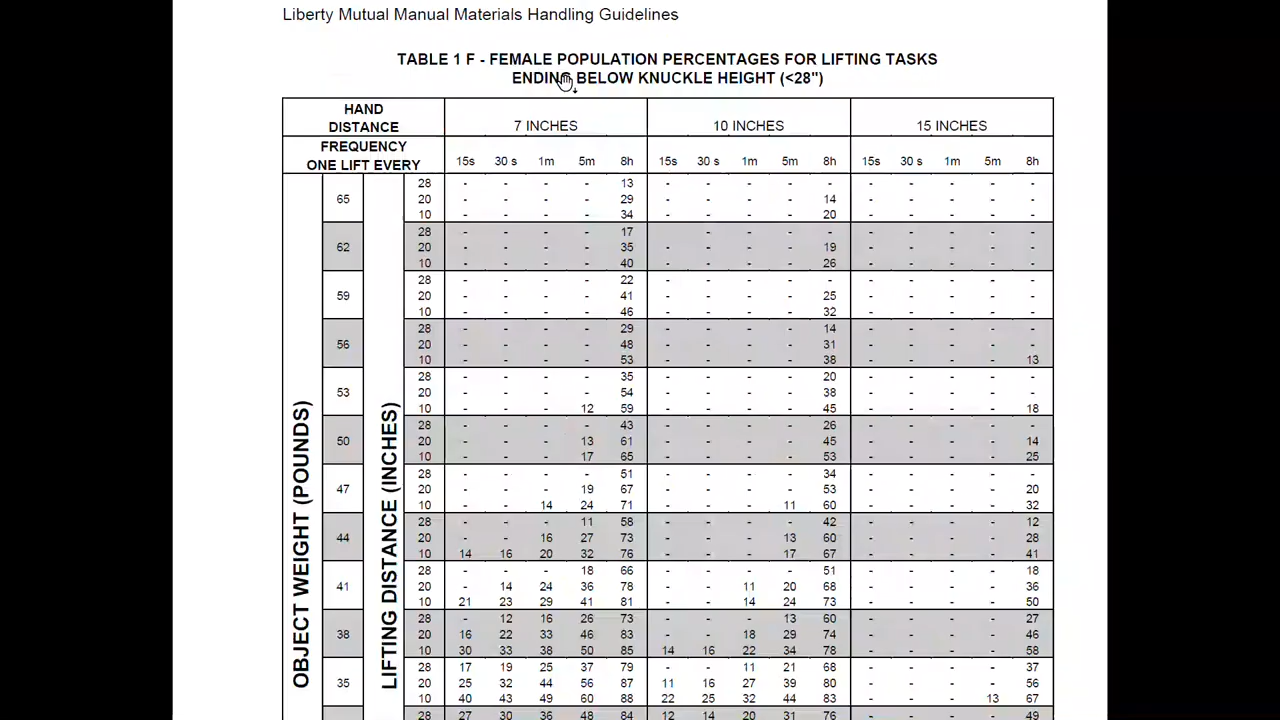 Liberty Mutual Manual Materials Handling Guidelines
TABLE 1 F - FEMALE POPULATION PERCENTAGES FOR LIFTING TASKS
ENDING BELOW KNUCKLE HEIGHT (<28")
HAND DISTANCE 7 INCHES 10 INCHES 15 INCHES
FREQUENCY ONE LIFT EVERY 15s 30 s 1m 5m 8h 15s 30 s 1m 5m 8h 15s 30 s 1m 5m 8h
OBJECT WEIGHT (POUNDS)
LIFTING DISTANCE (INCHES)
65
28 - - - - 13 - - - - - - - - - -
20 - - - - 29 - - - - 14 - - - - -
10 - - - - 34 - - - - 20 - - - - -
62
28 - - - - 17 - - - - - - - - - -
20 - - - - 35 - - - - 19 - - - - -
10 - - - - 40 - - - - 26 - - - - -
59
28 - - - - 22 - - - - - - - - - -
20 - - - - 41 - - - - 25 - - - - -
10 - - - - 46 - - - - 32 - - - - -
56
28 - - - - 29 - - - - 14 - - - - -
20 - - - - 48 - - - - 31 - - - - -
10 - - - - 53 - - - - 38 - - - - 13
53
28 - - - - 35 - - - - 20 - - - - -
20 - - - - 54 - - - - 38 - - - - -
10 - - - 12 59 - - - - 45 - - - - 18
50
28 - - - - 43 - - - - 26 - - - - -
20 - - - 13 61 - - - - 45 - - - - 14
10 - - - 17 65 - - - - 53 - - - - 25
47
28 - - - - 51 - - - - 34 - - - - -
20 - - - 19 67 - - - - 53 - - - - 20
10 - - 14 24 71 - - - 11 60 - - - - 32
44
28 - - - 11 58 - - - - 42 - - - - 12
20 - - 16 27 73 - - - 13 60 - - - - 28
10 14 16 20 32 76 - - - 17 67 - - - - 41
41
28 - - - 18 66 - - - - 51 - - - - 18
20 - 14 24 36 78 - - 11 20 68 - - - - 36
10 21 23 29 41 81 - - 14 24 73 - - - - 50
38
28 - 12 16 26 73 - - - 13 60 - - - - 27
20 16 22 33 46 83 - - 18 29 74 - - - - 46
10 30 33 38 50 85 14 16 22 34 78 - - - - 58
35
28 17 19 25 37 79 - - 11 21 68 - - - - 37
20 25 32 44 56 87 11 16 27 39 80 - - - - 56
10 40 43 49 60 88 22 25 32 44 83 - - - 13 67
28 27 30 36 48 84 12 14 20 31 76 - - - - 49